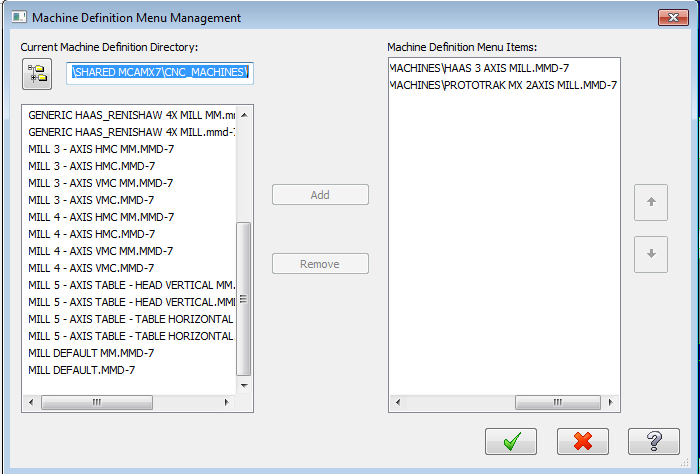 Machine Definition Menu Management
Current Machine Definition Directory:
\SHARED MCAMX7\CNC_MACHINES\
GENERIC HAAS_RENISHAW 4X MILL MM.m
GENERIC HAAS_RENISHAW 4X MILL.mmd-
MILL 3 - AXIS HMC MM.MMD-7
MILL 3 - AXIS HMC.MMD-7
MILL 3 - AXIS VMC MM.MMD-7
MILL 3 - AXIS VMC.MMD-7
MILL 4 - AXIS HMC MM.MMD-7
MILL 4 - AXIS HMC.MMD-7
MILL 4 - AXIS VMC MM.MMD-7
MILL 4 - AXIS VMC.MMD-7
MILL 5 - AXIS TABLE - HEAD VERTICAL MM.
MILL 5 - AXIS TABLE - HEAD VERTICAL.MM
MILL 5 - AXIS TABLE - TABLE HORIZONTAL
MILL 5 - AXIS TABLE - TABLE HORIZONTAL
MILL DEFAULT MM.MMD-7
MILL DEFAULT.MMD-7
Add
Remove
Machine Definition Menu Items:
MACHINES\HAAS 3 AXIS MILL.MMD-7
MACHINES\PROTOTRAK MX 2AXIS MILL.MMD-7